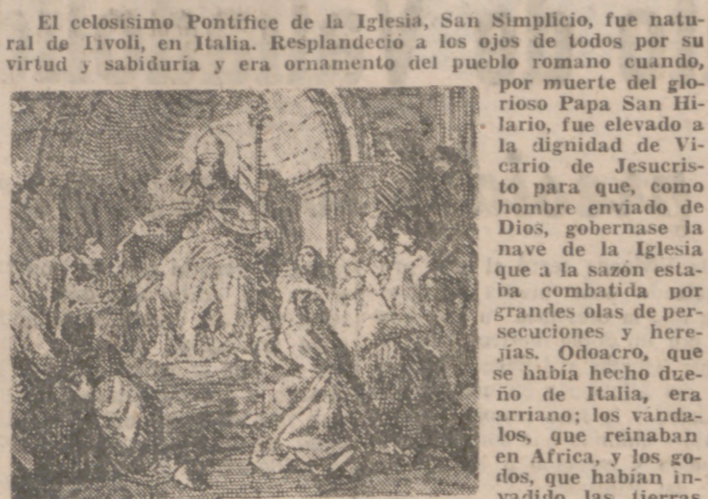 El celosísimo Pontífice de la Iglesia, San Simplicio, fue natu-
ral de Tivoli, en Italia. Resplandeció a los ojos de todos por su
virtud y sabiduría y era ornamento del pueblo romano cuando,
por muerte del glo-
rioso Papa San Hi-
lario, fue elevado a
la dignidad de Vi-
cario de Jesucris-
to para que, como
hombre enviado de
Dios, gobernase la
nave de la Iglesia
que a la sazón esta-
ba combatida por
grandes olas de per-
secuciones y here-
jías. Odoacro, que
se había hecho due-
ño de Italia, era
arriano; los vánda-
los, que reinaban
en Africa, y los go-
dos, que habían in-
vadido las tierras